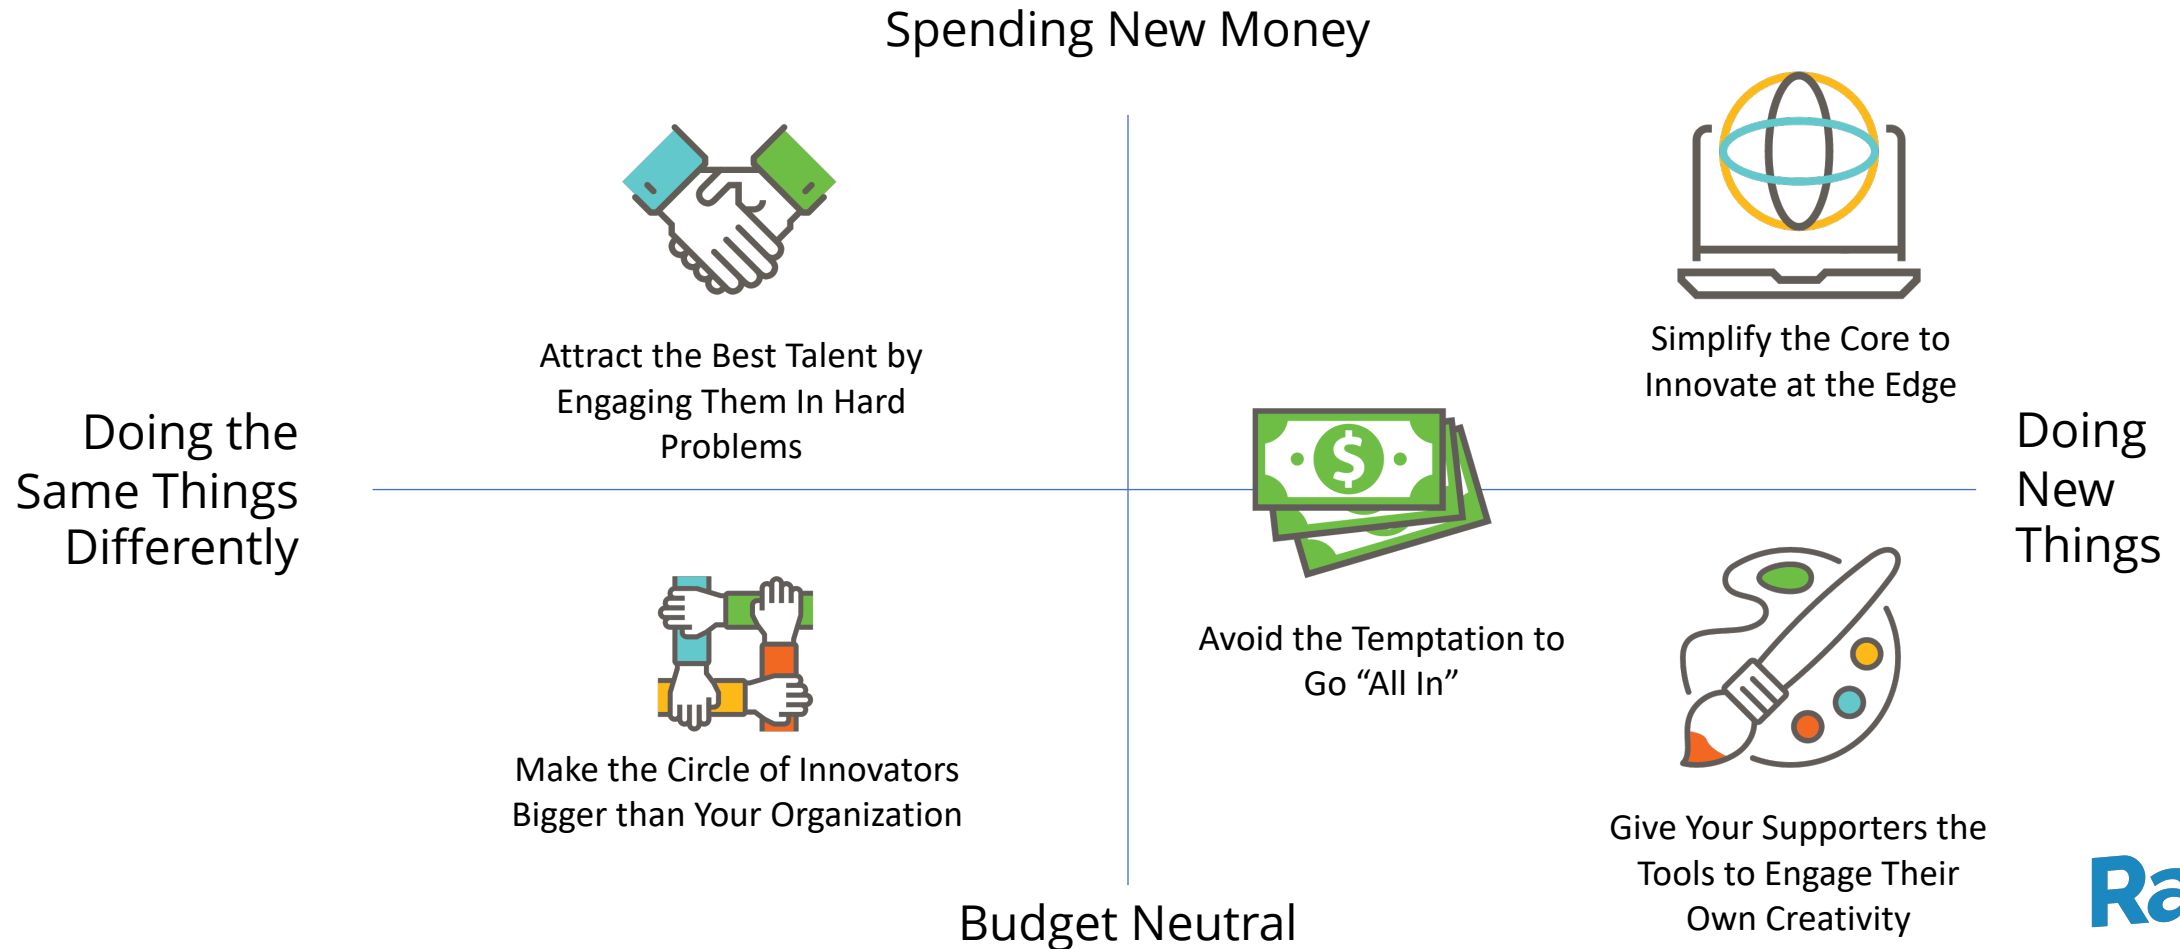 Spending New Money
Attract the Best Talent by
Engaging Them In Hard
Problems
Simplify the Core to
Innovate at the Edge
Doing the
Same Things
Differently
$
Doing
New
Things
Make the Circle of Innovators
Bigger than Your Organization
Avoid the Temptation to
Go “All In”
Give Your Supporters the
Tools to Engage Their
Own Creativity
Budget Neutral
Ra